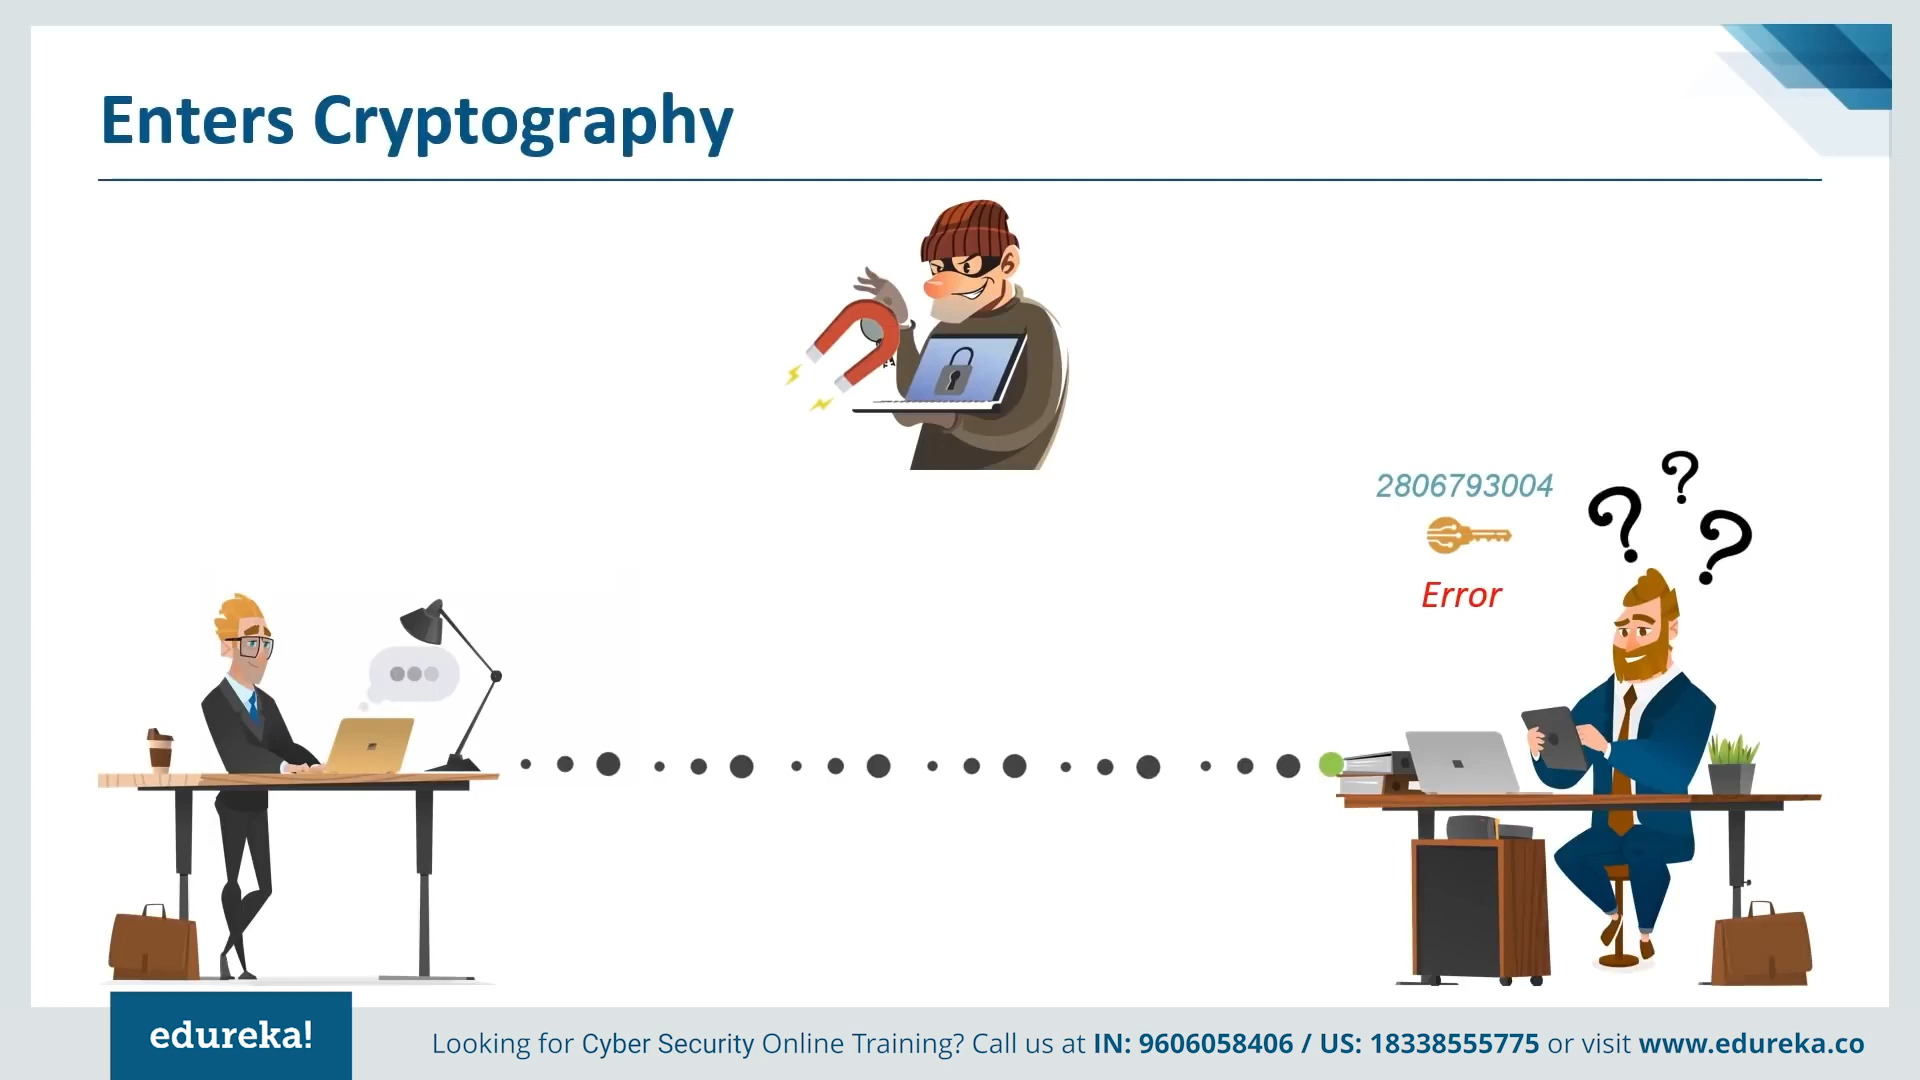 Enters Cryptography
2806793004
Error
? ? ?
edureka!
Looking for Cyber Security Online Training? Call us at IN: 9606058406 / US: 18338555775 or visit www.edureka.co